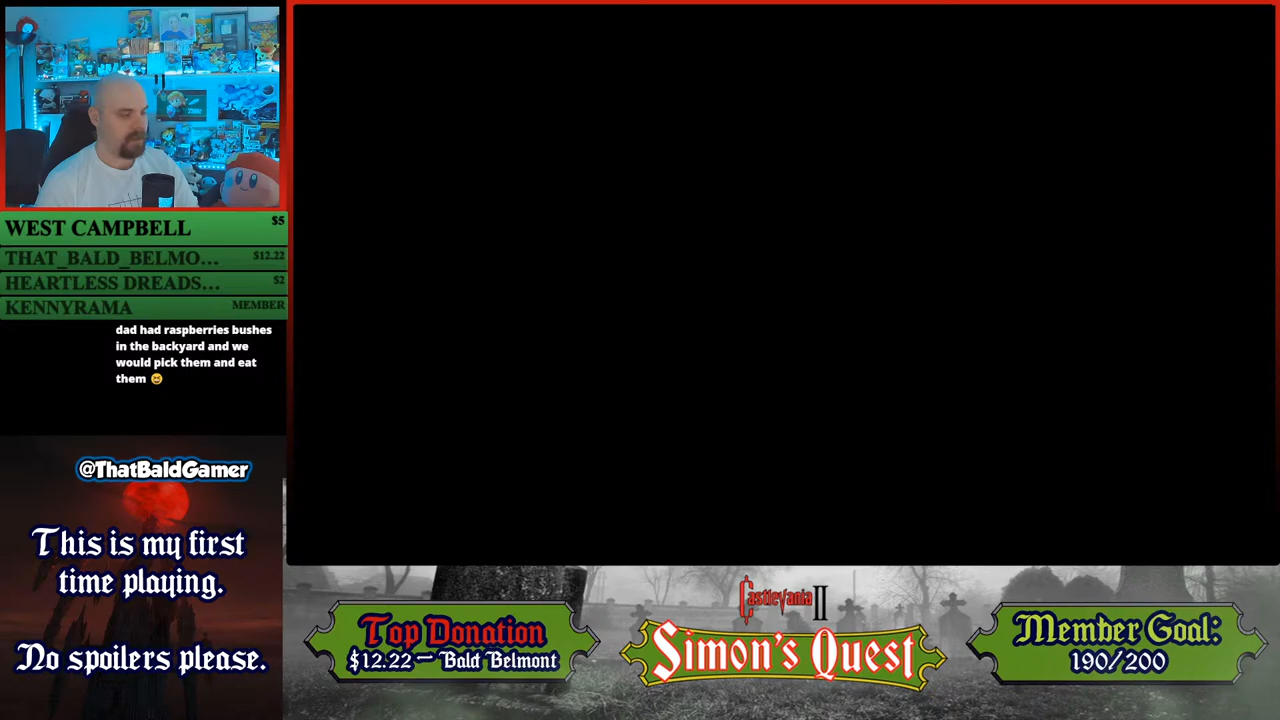 WEST CAMPBELL $5
THAT_BALD_BELMO... $12.22
HEARTLESS DREADS... $2
KENNYRAMA MEMBER
dad had raspberries bushes
in the backyard and we
would pick them and eat
them 😆
@ThatBaldGamer
This is my first
time playing.
No spoilers please.
Top Donation
$12.22 — Bald Belmont
Castlevania II
Simon's Quest
Member Goal:
190/200